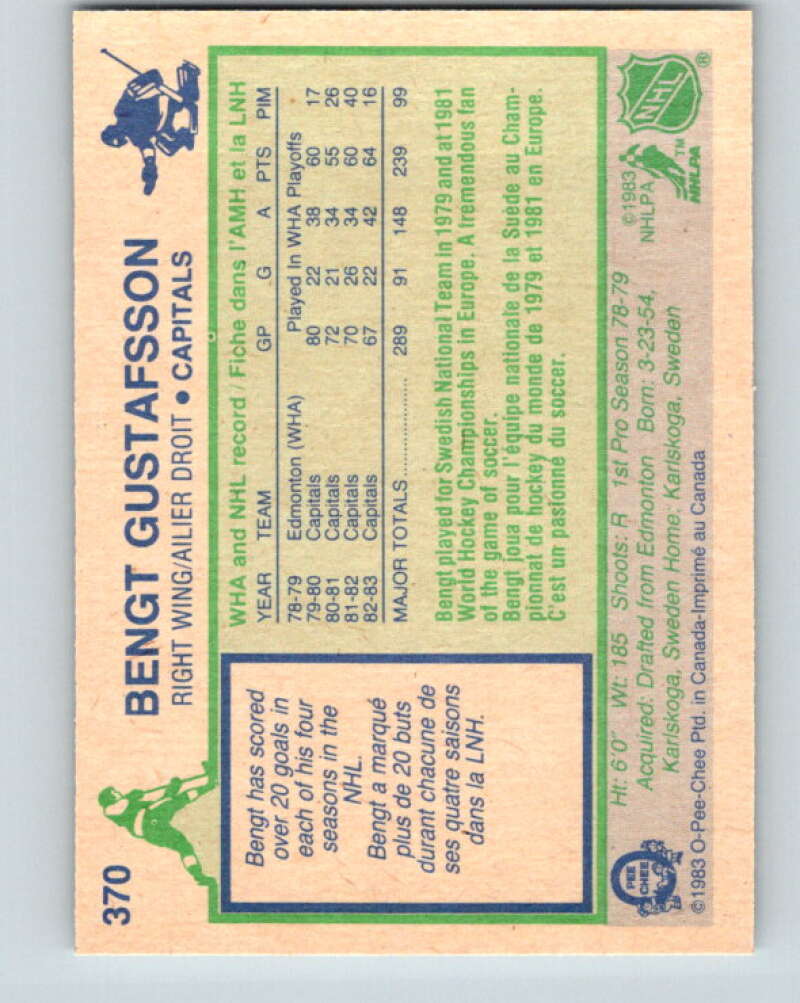 370
BENGT GUSTAFSSON
RIGHT WING/AILIER DROIT • CAPITALS
Bengt has scored
over 20 goals in
each of his four
seasons in the
NHL.
Bengt a marqué
plus de 20 buts
durant chacune de
ses quatre saisons
dans la LNH.
WHA and NHL record / Fiche dans l'AMH et la LNH
YEAR TEAM GP G A PTS PIM
78-79 Edmonton (WHA) Played In WHA Playoffs
79-80 Capitals 80 22 38 60 17
80-81 Capitals 72 21 34 55 26
81-82 Capitals 70 26 34 60 40
82-83 Capitals 67 22 42 64 16
MAJOR TOTALS .............. 289 91 148 239 99
Bengt played for Swedish National Team in 1979 and at 1981
World Hockey Championships in Europe. A tremendous fan
of the game of soccer.
Bengt joua pour l'équipe nationale de la Suède au Cham-
pionnat de hockey du monde de 1979 et 1981 en Europe.
C'est un pasionné du soccer.
Ht: 6'0" Wt: 185 Shoots: R 1st Pro Season 78-79
Acquired: Drafted from Edmonton Born: 3-23-54,
Karlskoga, Sweden Home: Karlskoga, Sweden
©1983 O-Pee-Chee Ptd. in Canada-Imprimé au Canada
O
PEE
CHEE
©1983
NHLPA
NHL
®
TM
NHLPA